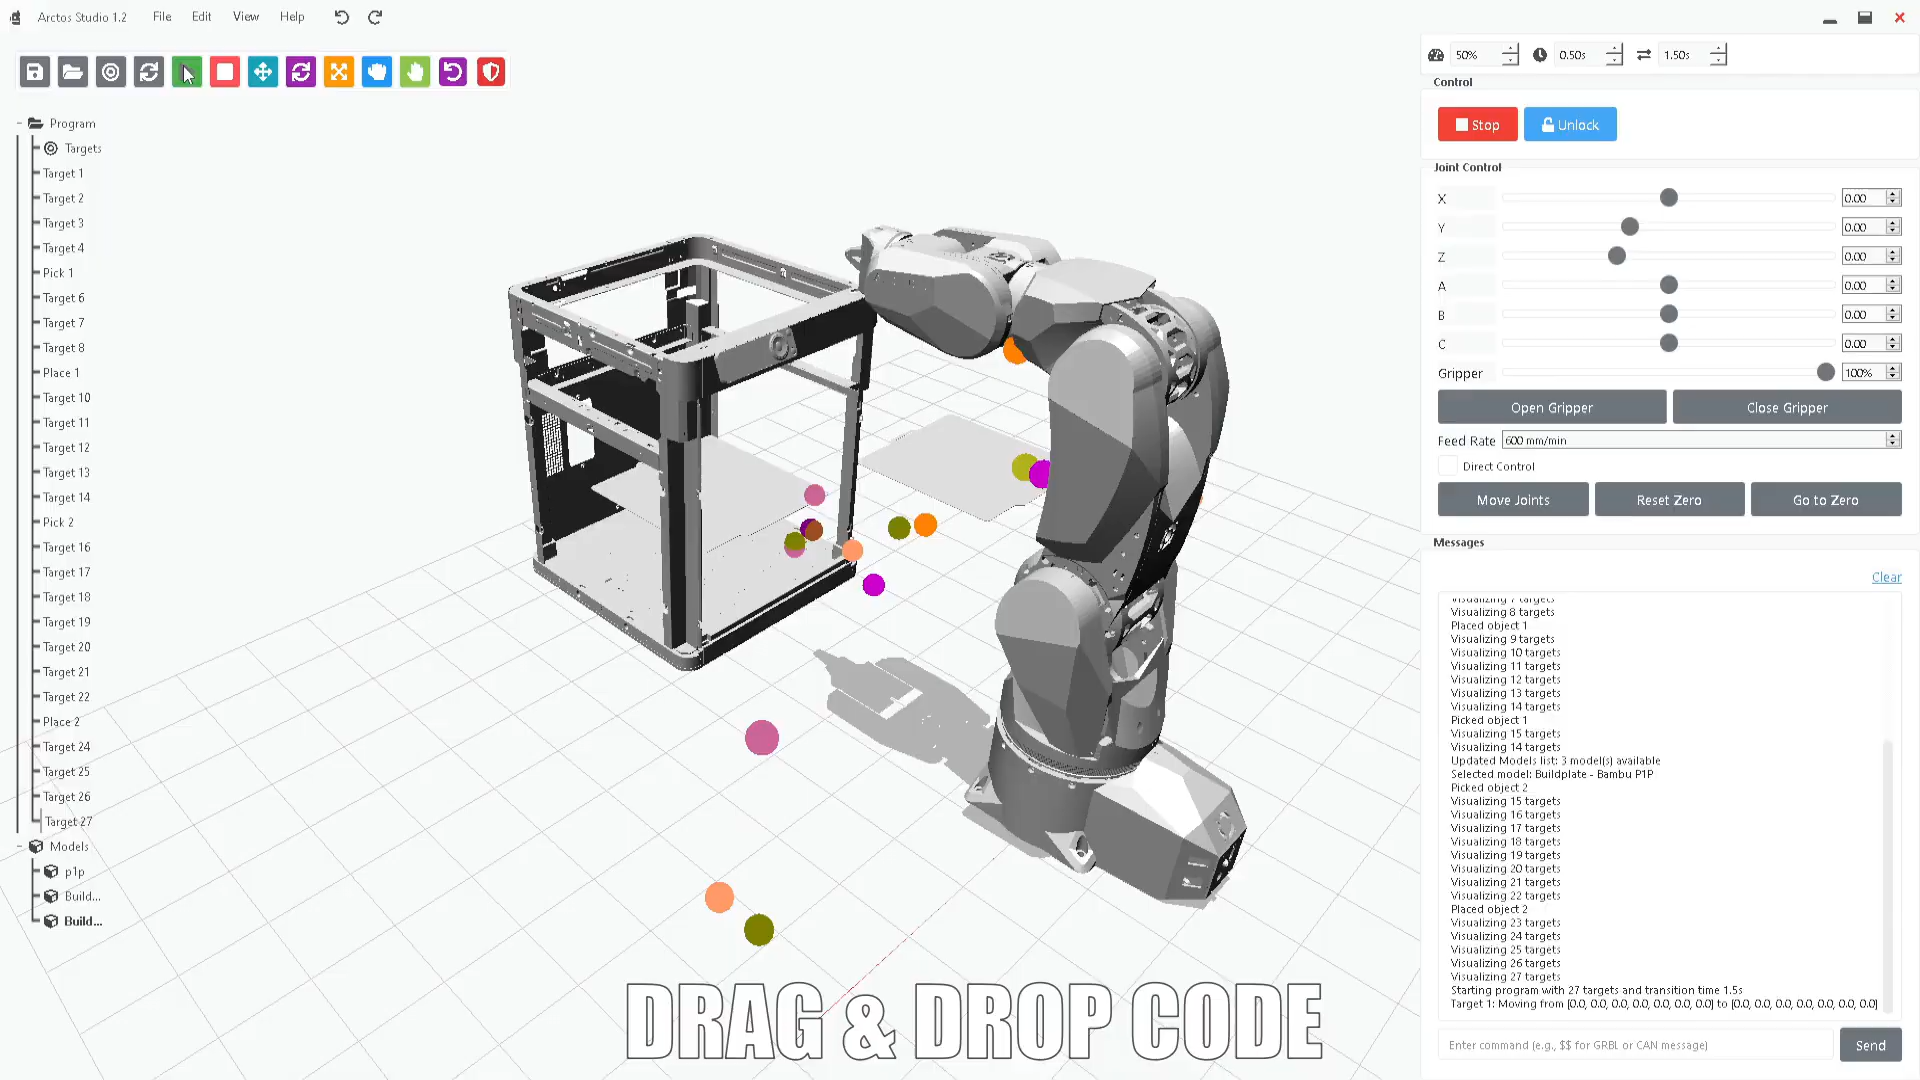 Arctos Studio 1.2
File
Edit
View
Help
50%
0.50s
1.50s
Control
Stop
Unlock
Joint Control
X
0.00
Y
0.00
Z
0.00
A
0.00
B
0.00
C
0.00
Gripper
100%
Open Gripper
Close Gripper
Feed Rate
600 mm/min
Direct Control
Move Joints
Reset Zero
Go to Zero
Messages
Clear
Visualizing 7 targets
Visualizing 8 targets
Placed object 1
Visualizing 9 targets
Visualizing 10 targets
Visualizing 11 targets
Visualizing 12 targets
Visualizing 13 targets
Visualizing 14 targets
Picked object 1
Visualizing 15 targets
Visualizing 14 targets
Updated Models list: 3 model(s) available
Selected model: Buildplate - Bambu P1P
Picked object 2
Visualizing 15 targets
Visualizing 16 targets
Visualizing 17 targets
Visualizing 18 targets
Visualizing 19 targets
Visualizing 20 targets
Visualizing 21 targets
Visualizing 22 targets
Placed object 2
Visualizing 23 targets
Visualizing 24 targets
Visualizing 25 targets
Visualizing 26 targets
Visualizing 27 targets
Starting program with 27 targets and transition time 1.5s
Target 1: Moving from [0.0, 0.0, 0.0, 0.0, 0.0, 0.0, 0.0] to [0.0, 0.0, 0.0, 0.0, 0.0, 0.0, 0.0]
Enter command (e.g., $$ for GRBL or CAN message)
Send
Program
Targets
Target 1
Target 2
Target 3
Target 4
Pick 1
Target 6
Target 7
Target 8
Place 1
Target 10
Target 11
Target 12
Target 13
Target 14
Pick 2
Target 16
Target 17
Target 18
Target 19
Target 20
Target 21
Target 22
Place 2
Target 24
Target 25
Target 26
Target 27
Models
p1p
Build...
Build...
DRAG & DROP CODE